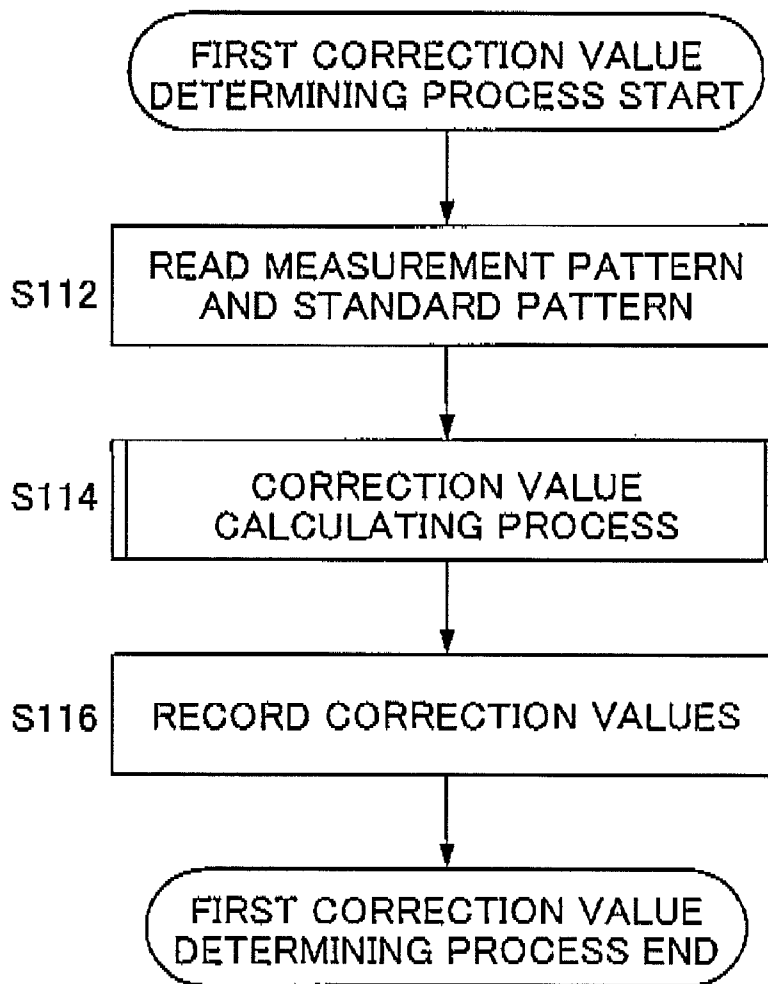 FIRST CORRECTION VALUE
DETERMINING PROCESS START
S112
READ MEASUREMENT PATTERN
AND STANDARD PATTERN
S114
CORRECTION VALUE
CALCULATING PROCESS
S116
RECORD CORRECTION VALUES
FIRST CORRECTION VALUE
DETERMINING PROCESS END